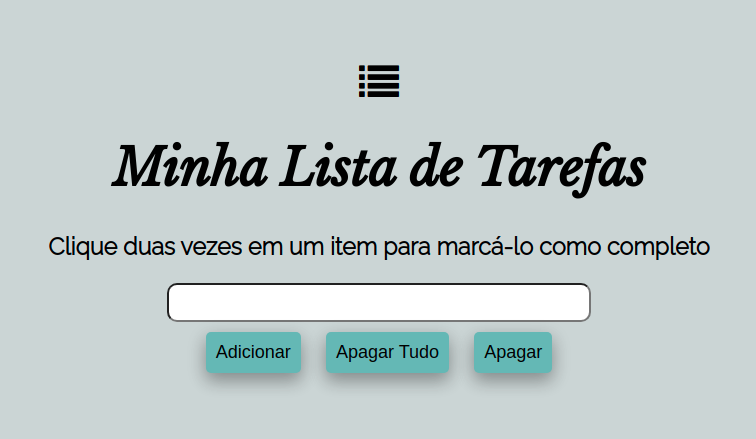 Minha Lista de Tarefas
Clique duas vezes em um item para marcá-lo como completo
Adicionar Apagar Tudo Apagar